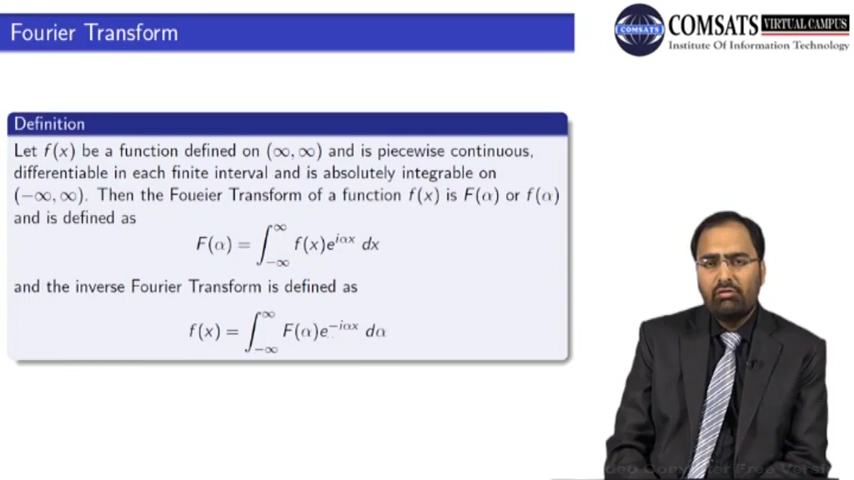 Fourier Transform
COMSATS VIRTUAL CAMPUS
Institute Of Information Technology
COMSATS
Definition
Let f(x) be a function defined on (∞, ∞) and is piecewise continuous,
differentiable in each finite interval and is absolutely integrable on
(−∞, ∞). Then the Foueier Transform of a function f(x) is F(α) or f(α)
and is defined as
F(α) = ∫_{−∞}^{∞} f(x)e^{iαx} dx
and the inverse Fourier Transform is defined as
f(x) = ∫_{−∞}^{∞} F(α)e^{−iαx} dα
Free Versi